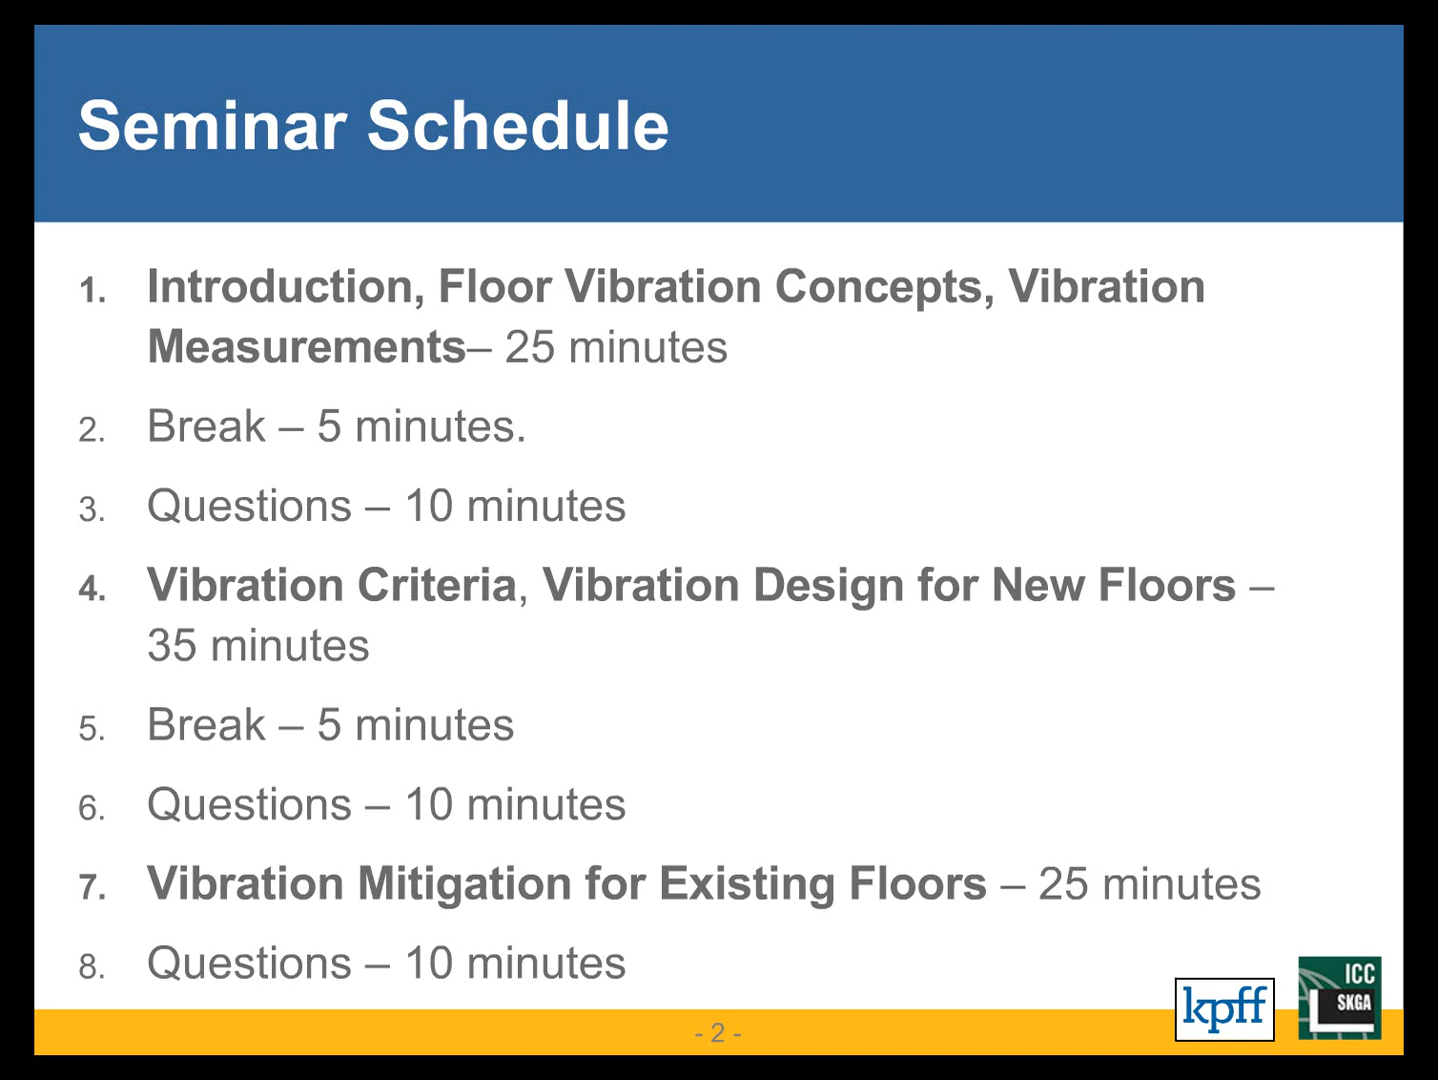 Seminar Schedule
1. Introduction, Floor Vibration Concepts, Vibration
Measurements– 25 minutes
2. Break – 5 minutes.
3. Questions – 10 minutes
4. Vibration Criteria, Vibration Design for New Floors –
35 minutes
5. Break – 5 minutes
6. Questions – 10 minutes
7. Vibration Mitigation for Existing Floors – 25 minutes
8. Questions – 10 minutes
- 2 -
kpff
ICC
SKGA